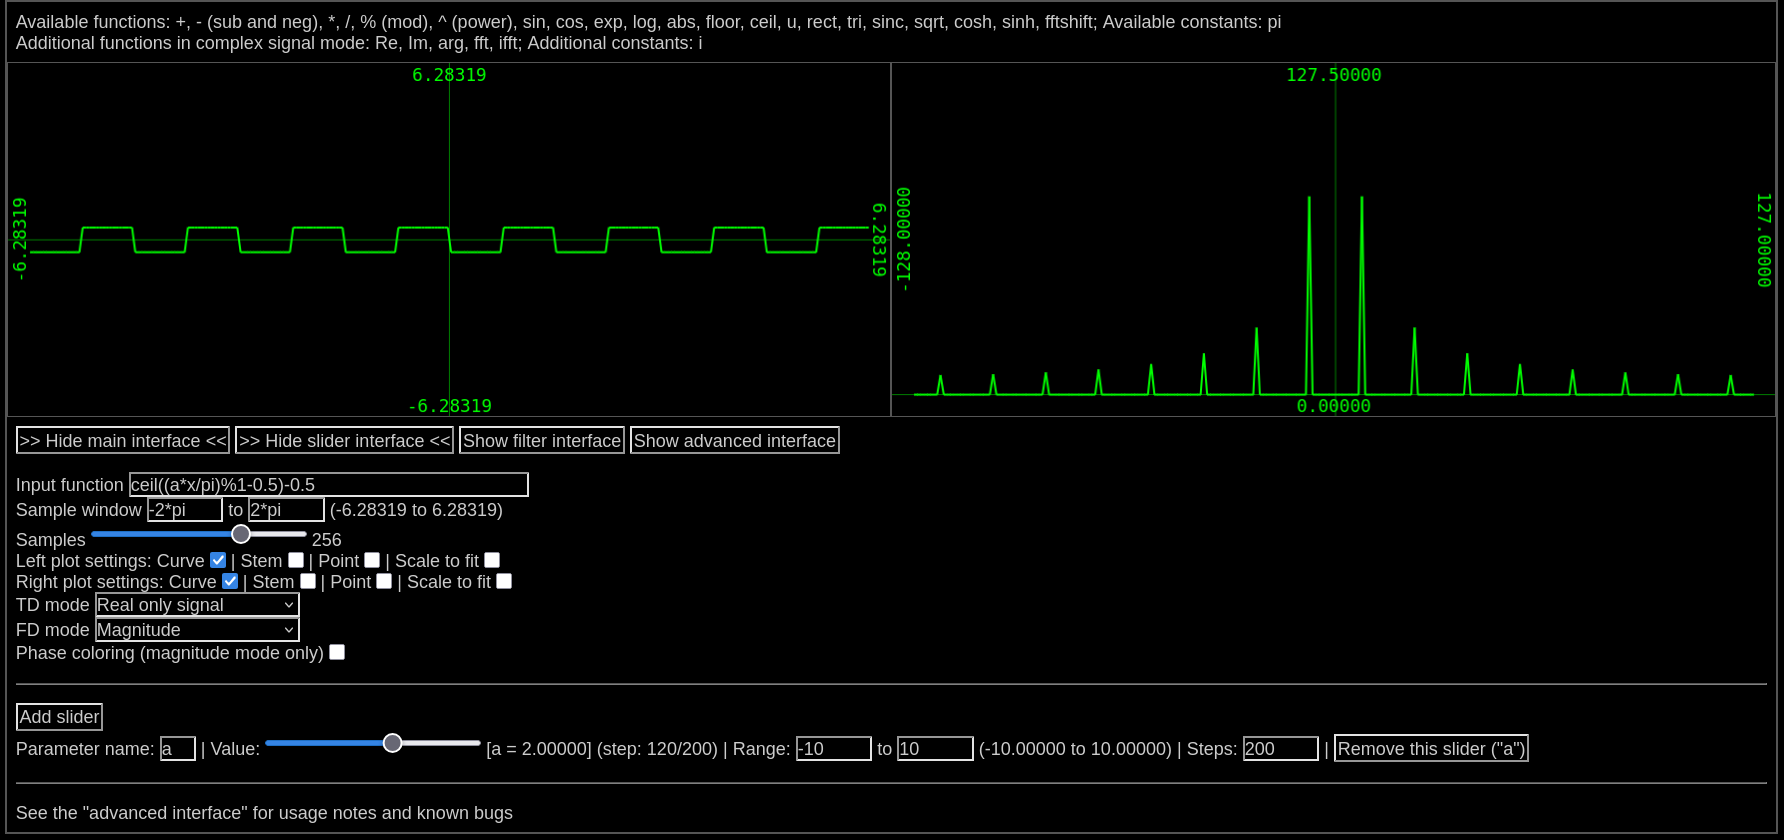 Available functions: +, - (sub and neg), *, /, % (mod), ^ (power), sin, cos, exp, log, abs, floor, ceil, u, rect, tri, sinc, sqrt, cosh, sinh, fftshift; Available constants: pi
Additional functions in complex signal mode: Re, Im, arg, fft, ifft; Additional constants: i
6.28319
-6.28319
6.28319
-6.28319
127.50000
-128.00000
127.00000
0.00000
>> Hide main interface << >> Hide slider interface << Show filter interface Show advanced interface
Input function ceil((a*x/pi)%1-0.5)-0.5
Sample window -2*pi to 2*pi (-6.28319 to 6.28319)
Samples 256
Left plot settings: Curve | Stem | Point | Scale to fit
Right plot settings: Curve | Stem | Point | Scale to fit
TD mode Real only signal
FD mode Magnitude
Phase coloring (magnitude mode only)
Add slider
Parameter name: a | Value: [a = 2.00000] (step: 120/200) | Range: -10 to 10 (-10.00000 to 10.00000) | Steps: 200 | Remove this slider ("a")
See the "advanced interface" for usage notes and known bugs